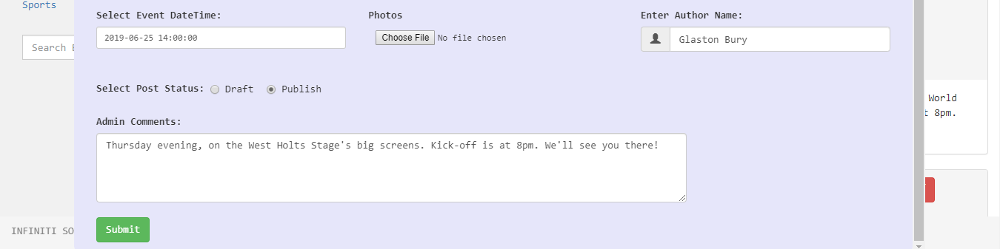 Sports
Select Event DateTime: Photos Enter Author Name:
2019-06-25 14:00:00 Choose File No file chosen Glaston Bury
Search
Select Post Status: Draft Publish
World
8pm.
Admin Comments:
Thursday evening, on the West Holts Stage's big screens. Kick-off is at 8pm. We'll see you there!
INFINITI SO
Submit